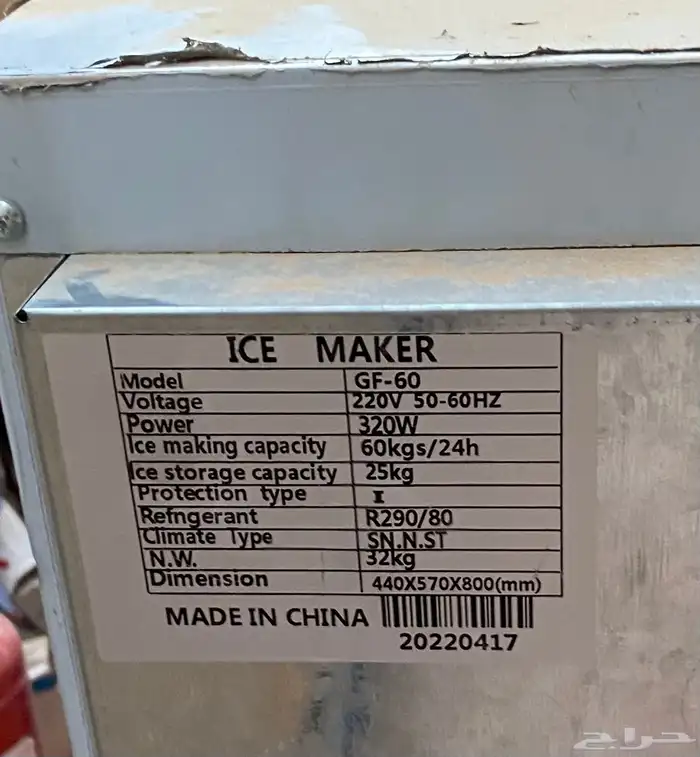 ICE MAKER
Model GF-60
Voltage 220V 50-60HZ
Power 320W
Ice making capacity 60kgs/24h
Ice storage capacity 25kg
Protection type I
Refngerant R290/80
Climate Type SN.N.ST
N.W. 32kg
Dimension 440X570X800(mm)
MADE IN CHINA
20220417
حراج